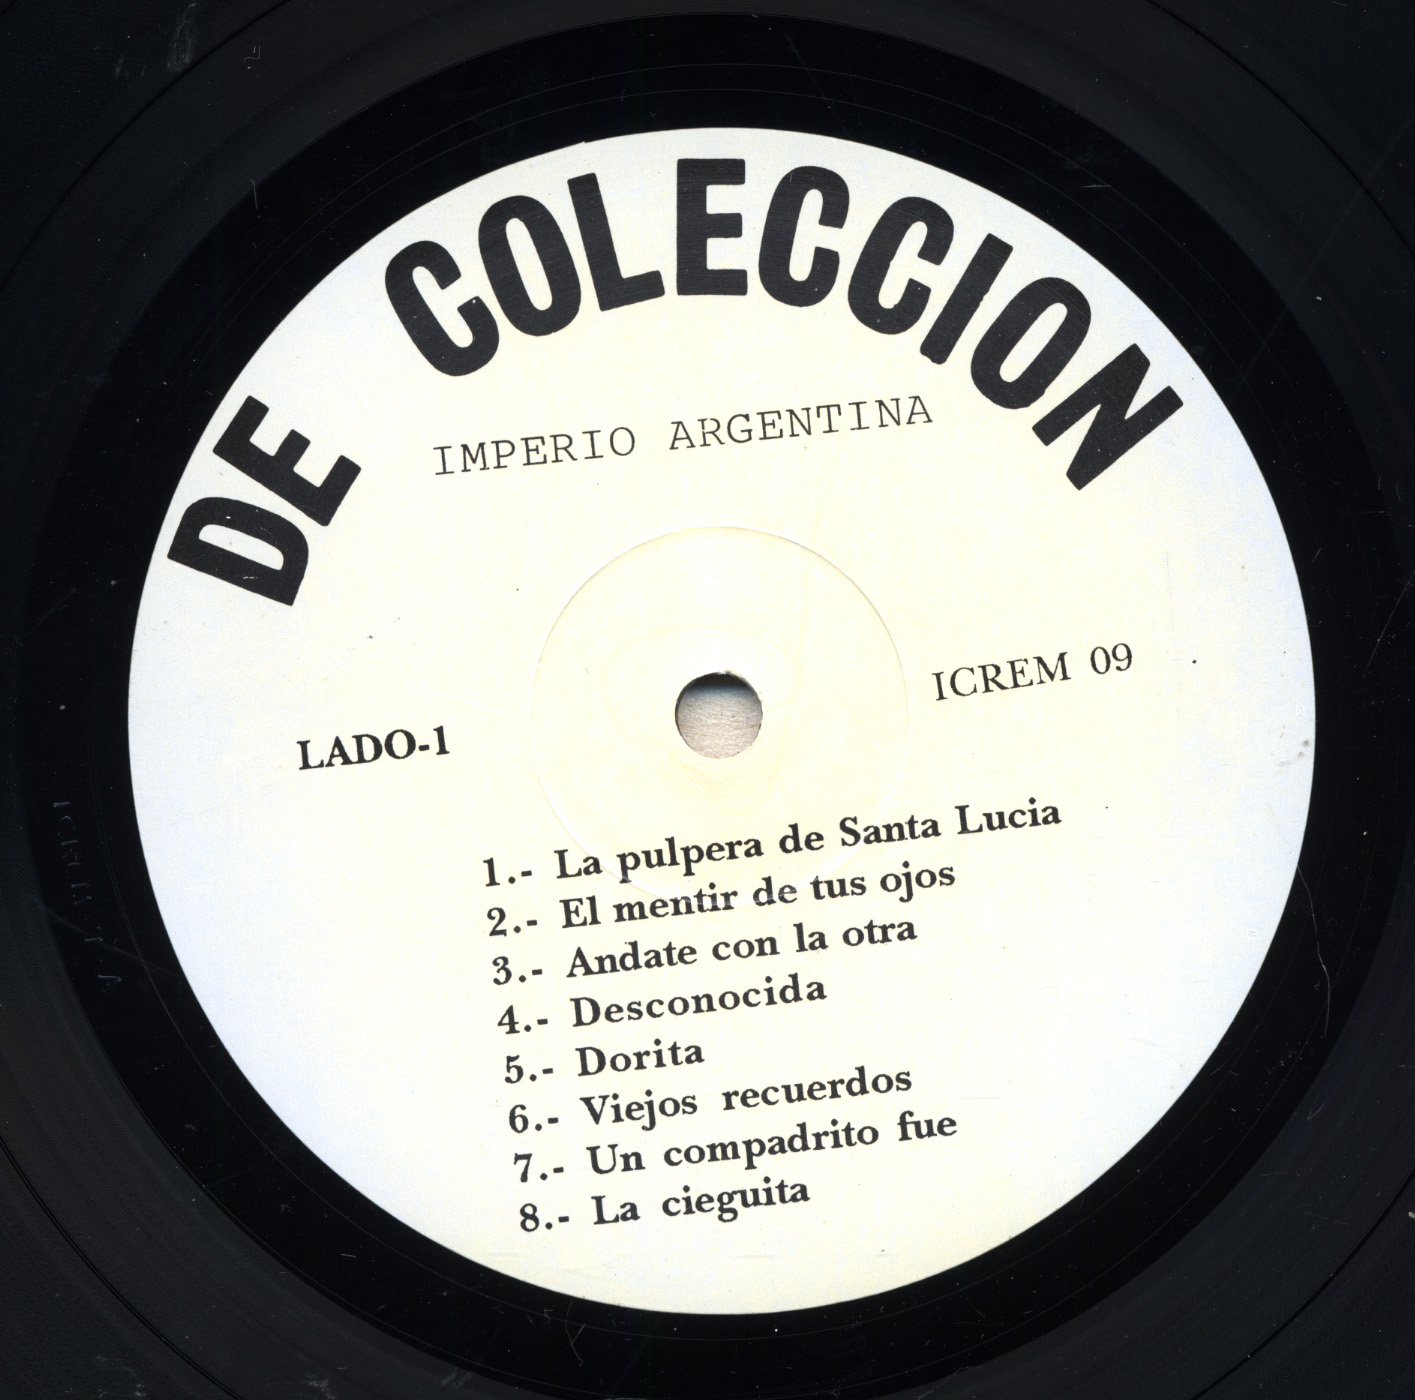 DE COLECCION
IMPERIO ARGENTINA
ICREM 09
LADO-1
1.- La pulpera de Santa Lucia
2.- El mentir de tus ojos
3.- Andate con la otra
4.- Desconocida
5.- Dorita
6.- Viejos recuerdos
7.- Un compadrito fue
8.- La cieguita